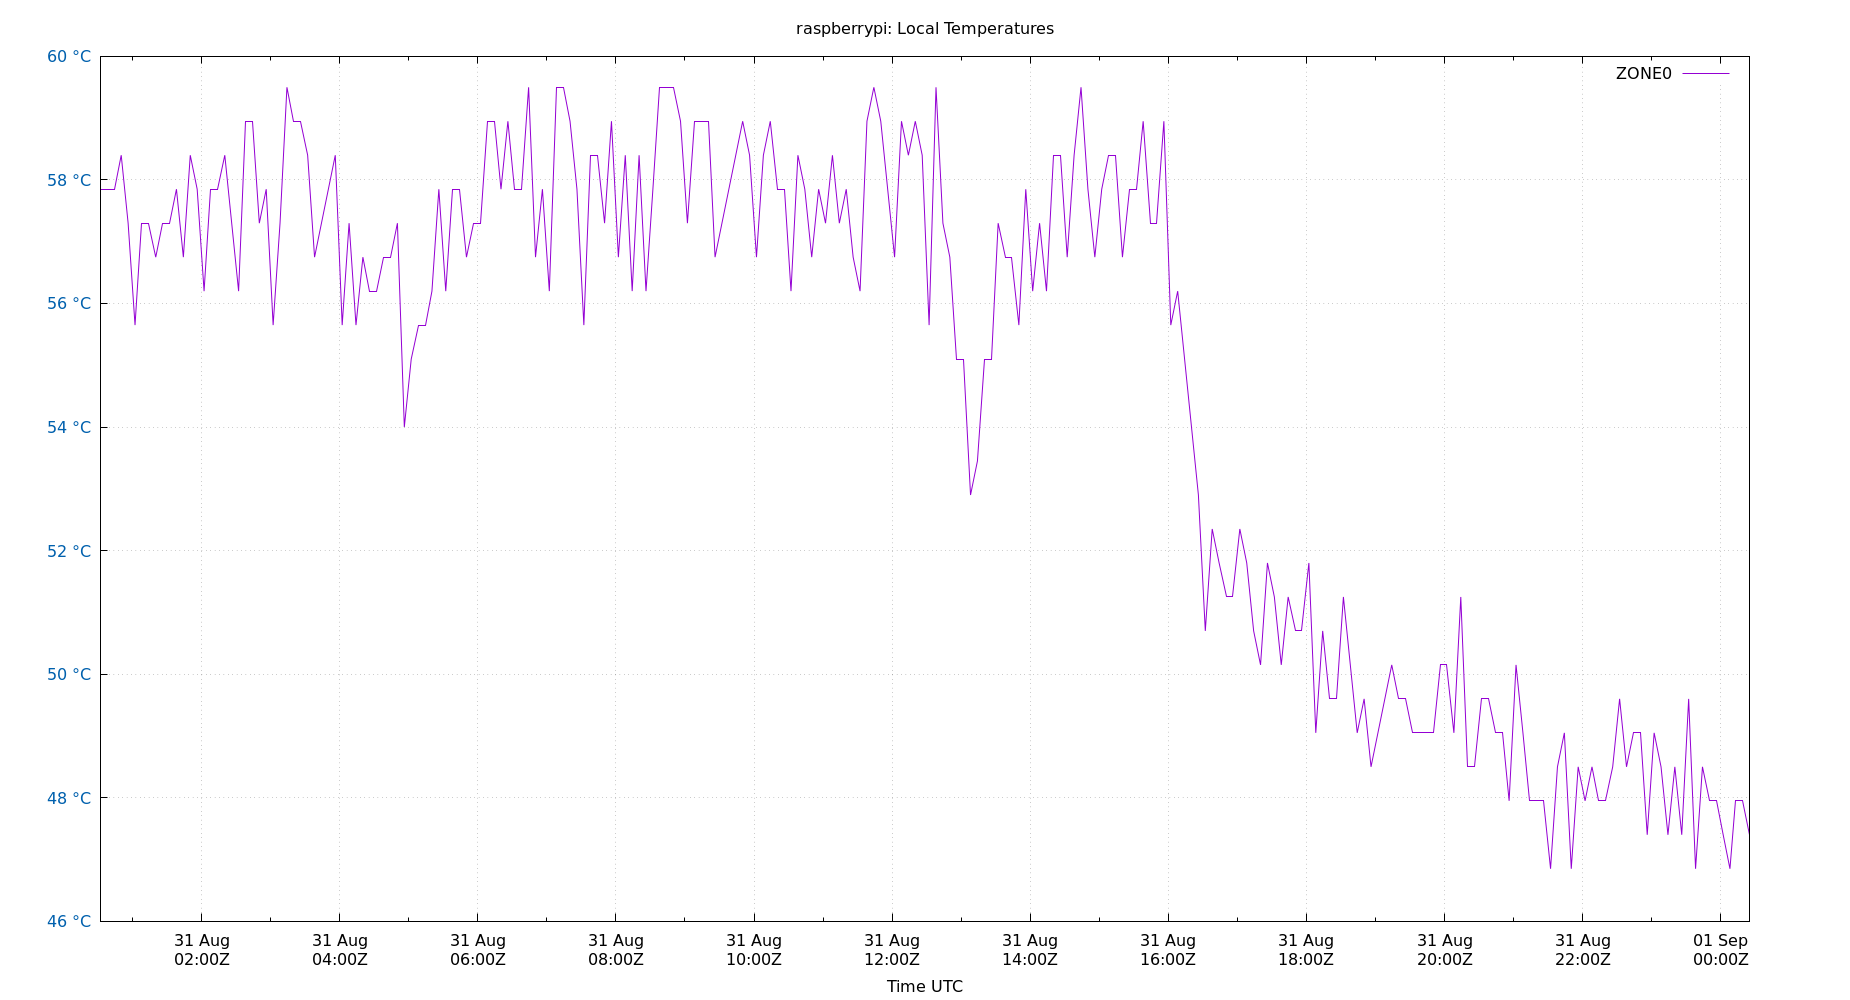 raspberrypi: Local Temperatures
60 °C
ZONE0
58 °C
56 °C
54 °C
52 °C
50 °C
48 °C
46 °C
31 Aug 31 Aug 31 Aug 31 Aug 31 Aug 31 Aug 31 Aug 31 Aug 31 Aug 31 Aug 31 Aug 01 Sep
02:00Z 04:00Z 06:00Z 08:00Z 10:00Z 12:00Z 14:00Z 16:00Z 18:00Z 20:00Z 22:00Z 00:00Z
Time UTC